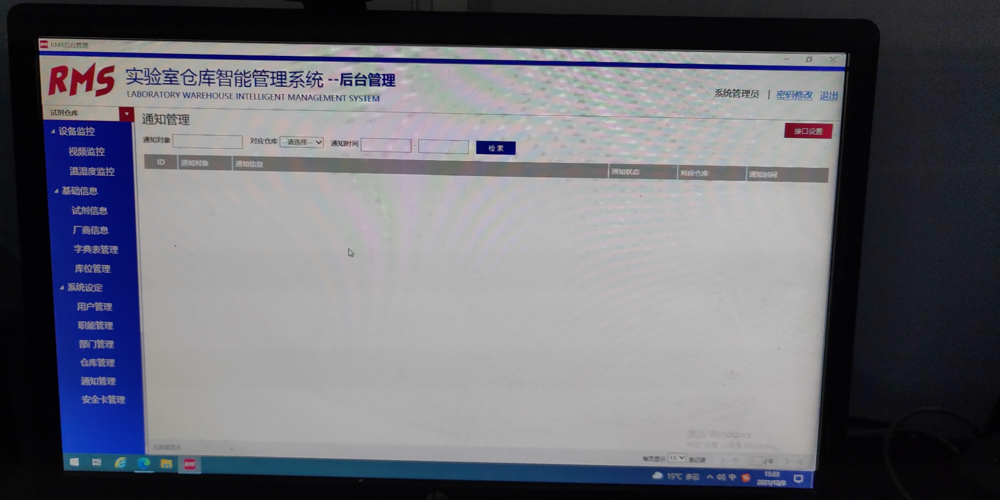 RMS后台管理
RMS 实验室仓库智能管理系统 --后台管理
LABORATORY WAREHOUSE INTELLIGENT MANAGEMENT SYSTEM
系统管理员 | 密码修改 退出
试剂仓库
设备监控
视频监控
温湿度监控
基础信息
试剂信息
厂商信息
字典表管理
库位管理
系统设定
用户管理
职能管理
部门管理
仓库管理
通知管理
安全卡管理
通知管理
接口设置
通知对象 对应仓库 --请选择-- 通知时间 - 检索
ID 通知对象 通知信息 通知状态 对应仓库 通知时间
无数据显示
激活 Windows
每页显示 15 条记录 上一页 0 / 0 下一页
RMS
15°C 多云 中
15:33
2021/12/3